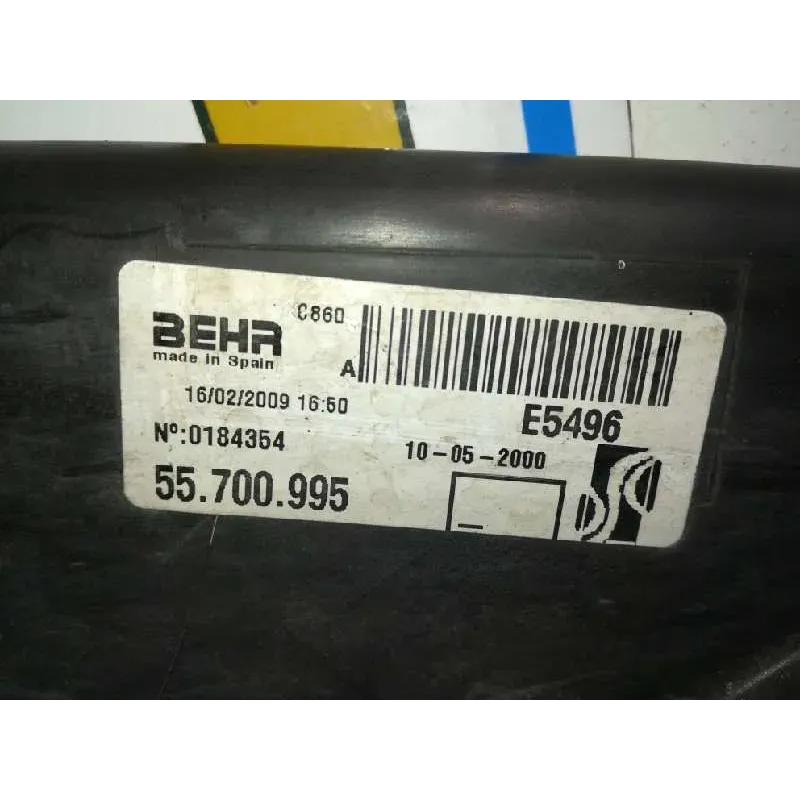 C860
BEHR
made in Spain
A
16/02/2009 16:50
E5496
Nº:0184354
10-05-2000
55.700.995